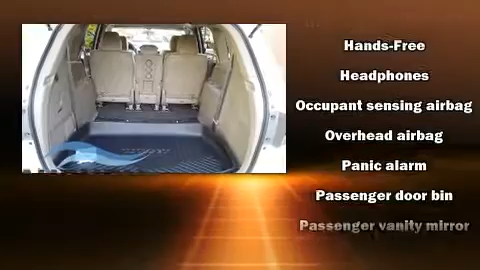 Hands-Free
Headphones
Occupant sensing airbag
Overhead airbag
Panic alarm
Passenger door bin
Passenger vanity mirror